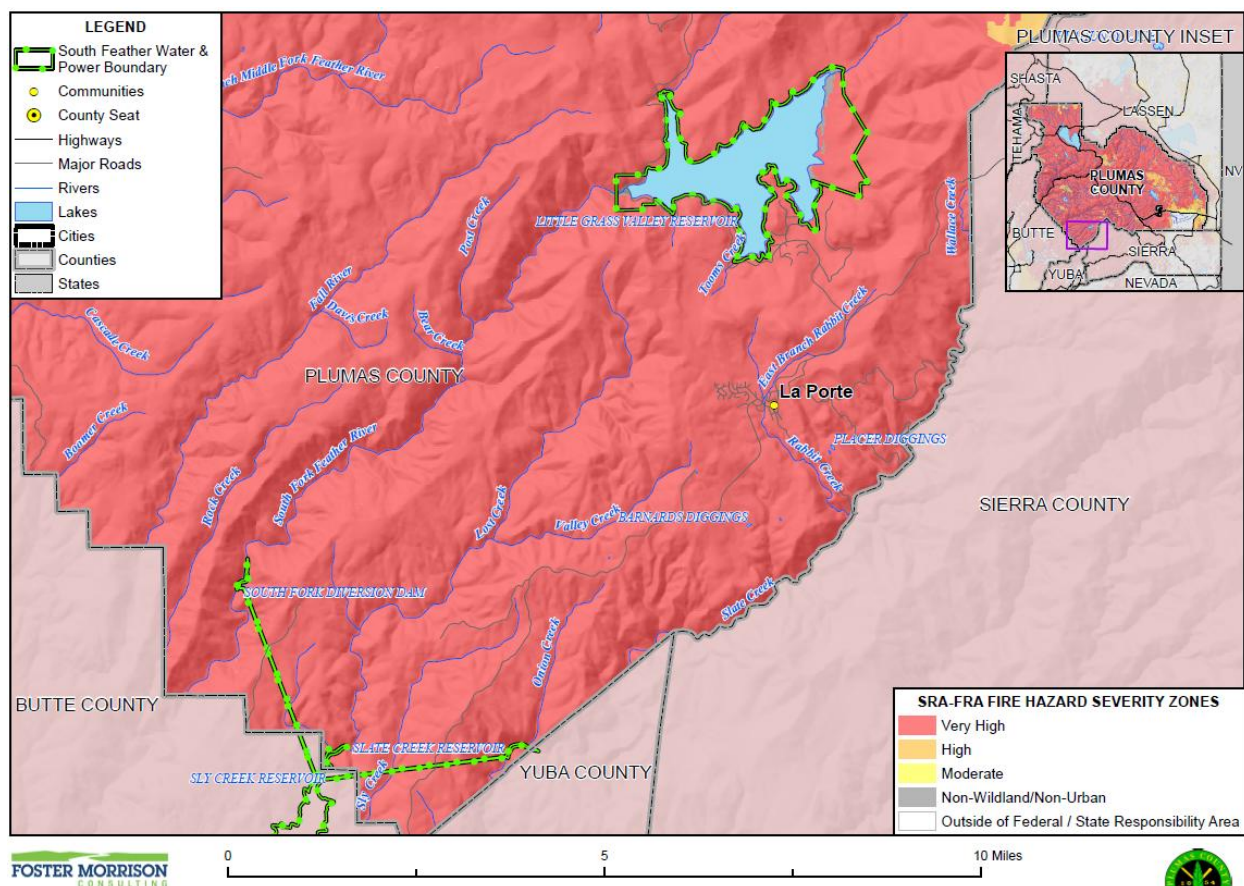 LEGEND
South Feather Water &
Power Boundary
Communities
County Seat
Highways
Major Roads
Rivers
Lakes
Cities
Counties
States
ch Middle Fork Feather River
PLUMAS COUNTY INSET
SHASTA
LASSEN
TEHAMA
NV
PLUMAS
COUNTY
BUTTE
SIERRA
YUBA
NEVADA
LITTLE GRASS VALLEY RESERVOIR
Post Creek
Wallace Creek
Tooms Creek
Fall River
Davis Creek
Bear Creek
Cascade Creek
PLUMAS COUNTY
East Branch Rabbit Creek
La Porte
Boamer Creek
PLACER DIGGINGS
Rabbit Creek
South Fork Feather River
Rock Creek
Lost Creek
Valley Creek
BARNARDS DIGGINGS
SIERRA COUNTY
SOUTH FORK DIVERSION DAM
Slate Creek
Onion Creek
BUTTE COUNTY
SLATE CREEK RESERVOIR
SLY CREEK RESERVOIR
Sly Creek
YUBA COUNTY
SRA-FRA FIRE HAZARD SEVERITY ZONES
Very High
High
Moderate
Non-Wildland/Non-Urban
Outside of Federal / State Responsibility Area
FOSTER MORRISON
CONSULTING
0
5
10 Miles
PLUMAS COUNTY
1854